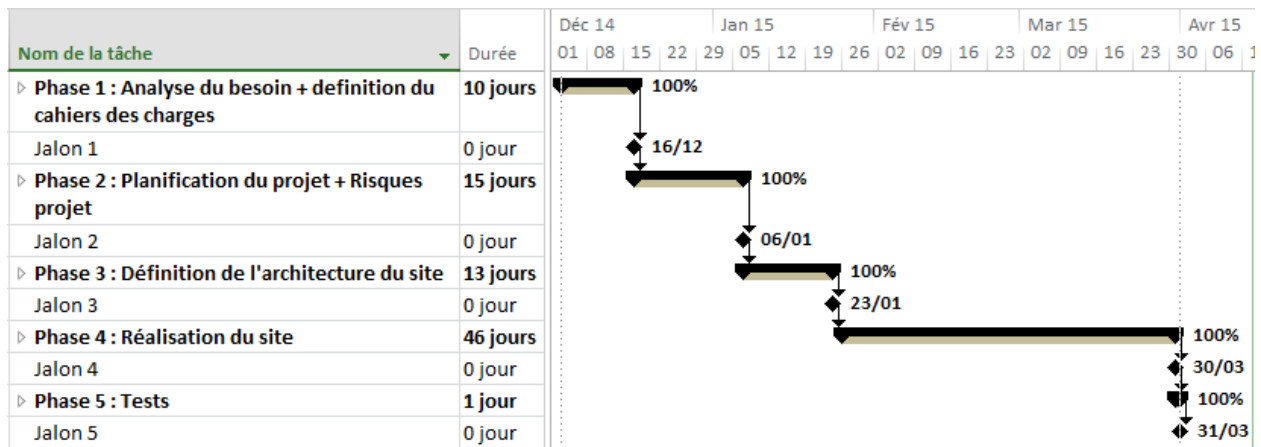 Déc 14 Jan 15 Fév 15 Mar 15 Avr 15
Nom de la tâche Durée 01 08 15 22 29 05 12 19 26 02 09 16 23 02 09 16 23 30 06
Phase 1 : Analyse du besoin + definition du 10 jours 100%
cahiers des charges
Jalon 1 0 jour 16/12
Phase 2 : Planification du projet + Risques 15 jours 100%
projet
Jalon 2 0 jour 06/01
Phase 3 : Définition de l'architecture du site 13 jours 100%
Jalon 3 0 jour 23/01
Phase 4 : Réalisation du site 46 jours 100%
Jalon 4 0 jour 30/03
Phase 5 : Tests 1 jour 100%
Jalon 5 0 jour 31/03